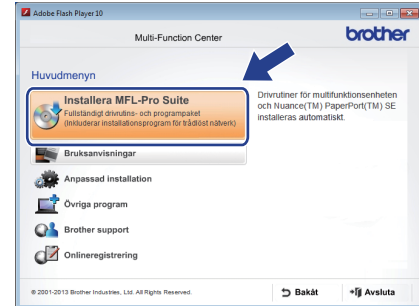 Adobe Flash Player 10
Multi-Function Center
brother
Huvudmenyn
Installera MFL-Pro Suite
Fullständigt drivrutins- och programpaket
(Inkluderar installationsprogram för trådlöst nätverk)
Drivrutiner för multifunktionsenheten
och Nuance(TM) PaperPort(TM) SE
installeras automatiskt.
Bruksanvisningar
Anpassad installation
Övriga program
Brother support
Onlineregistrering
© 2001-2013 Brother Industries, Ltd. All Rights Reserved.
Bakåt
Avsluta